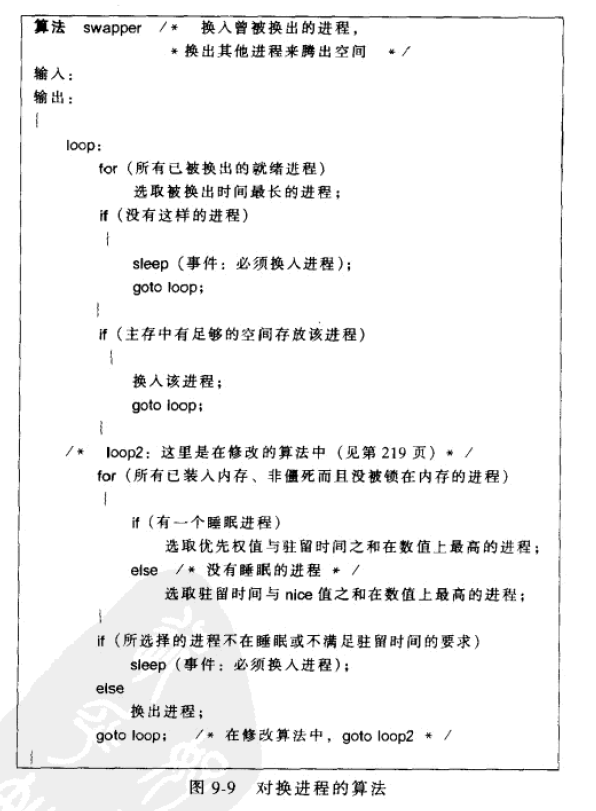 算法 swapper /* 换入曾被换出的进程，
* 换出其他进程来腾出空间 */
输入：
输出：
{
loop：
for（所有已被换出的就绪进程）
选取被换出时间最长的进程；
if（没有这样的进程）
{
sleep（事件：必须换入进程）；
goto loop；
}
if（主存中有足够的空间存放该进程）
{
换入该进程；
goto loop；
}
/* loop2：这里是在修改的算法中（见第 219 页）* /
for（所有已装入内存、非僵死而且没被锁在内存的进程）
{
if（有一个睡眠进程）
选取优先权值与驻留时间之和在数值上最高的进程；
else /* 没有睡眠的进程 * /
选取驻留时间与 nice 值之和在数值上最高的进程；
}
if（所选择的进程不在睡眠或不满足驻留时间的要求）
sleep（事件：必须换入进程）；
else
换出进程；
goto loop； /* 在修改算法中，goto loop2 * /
}
图 9-9 对换进程的算法